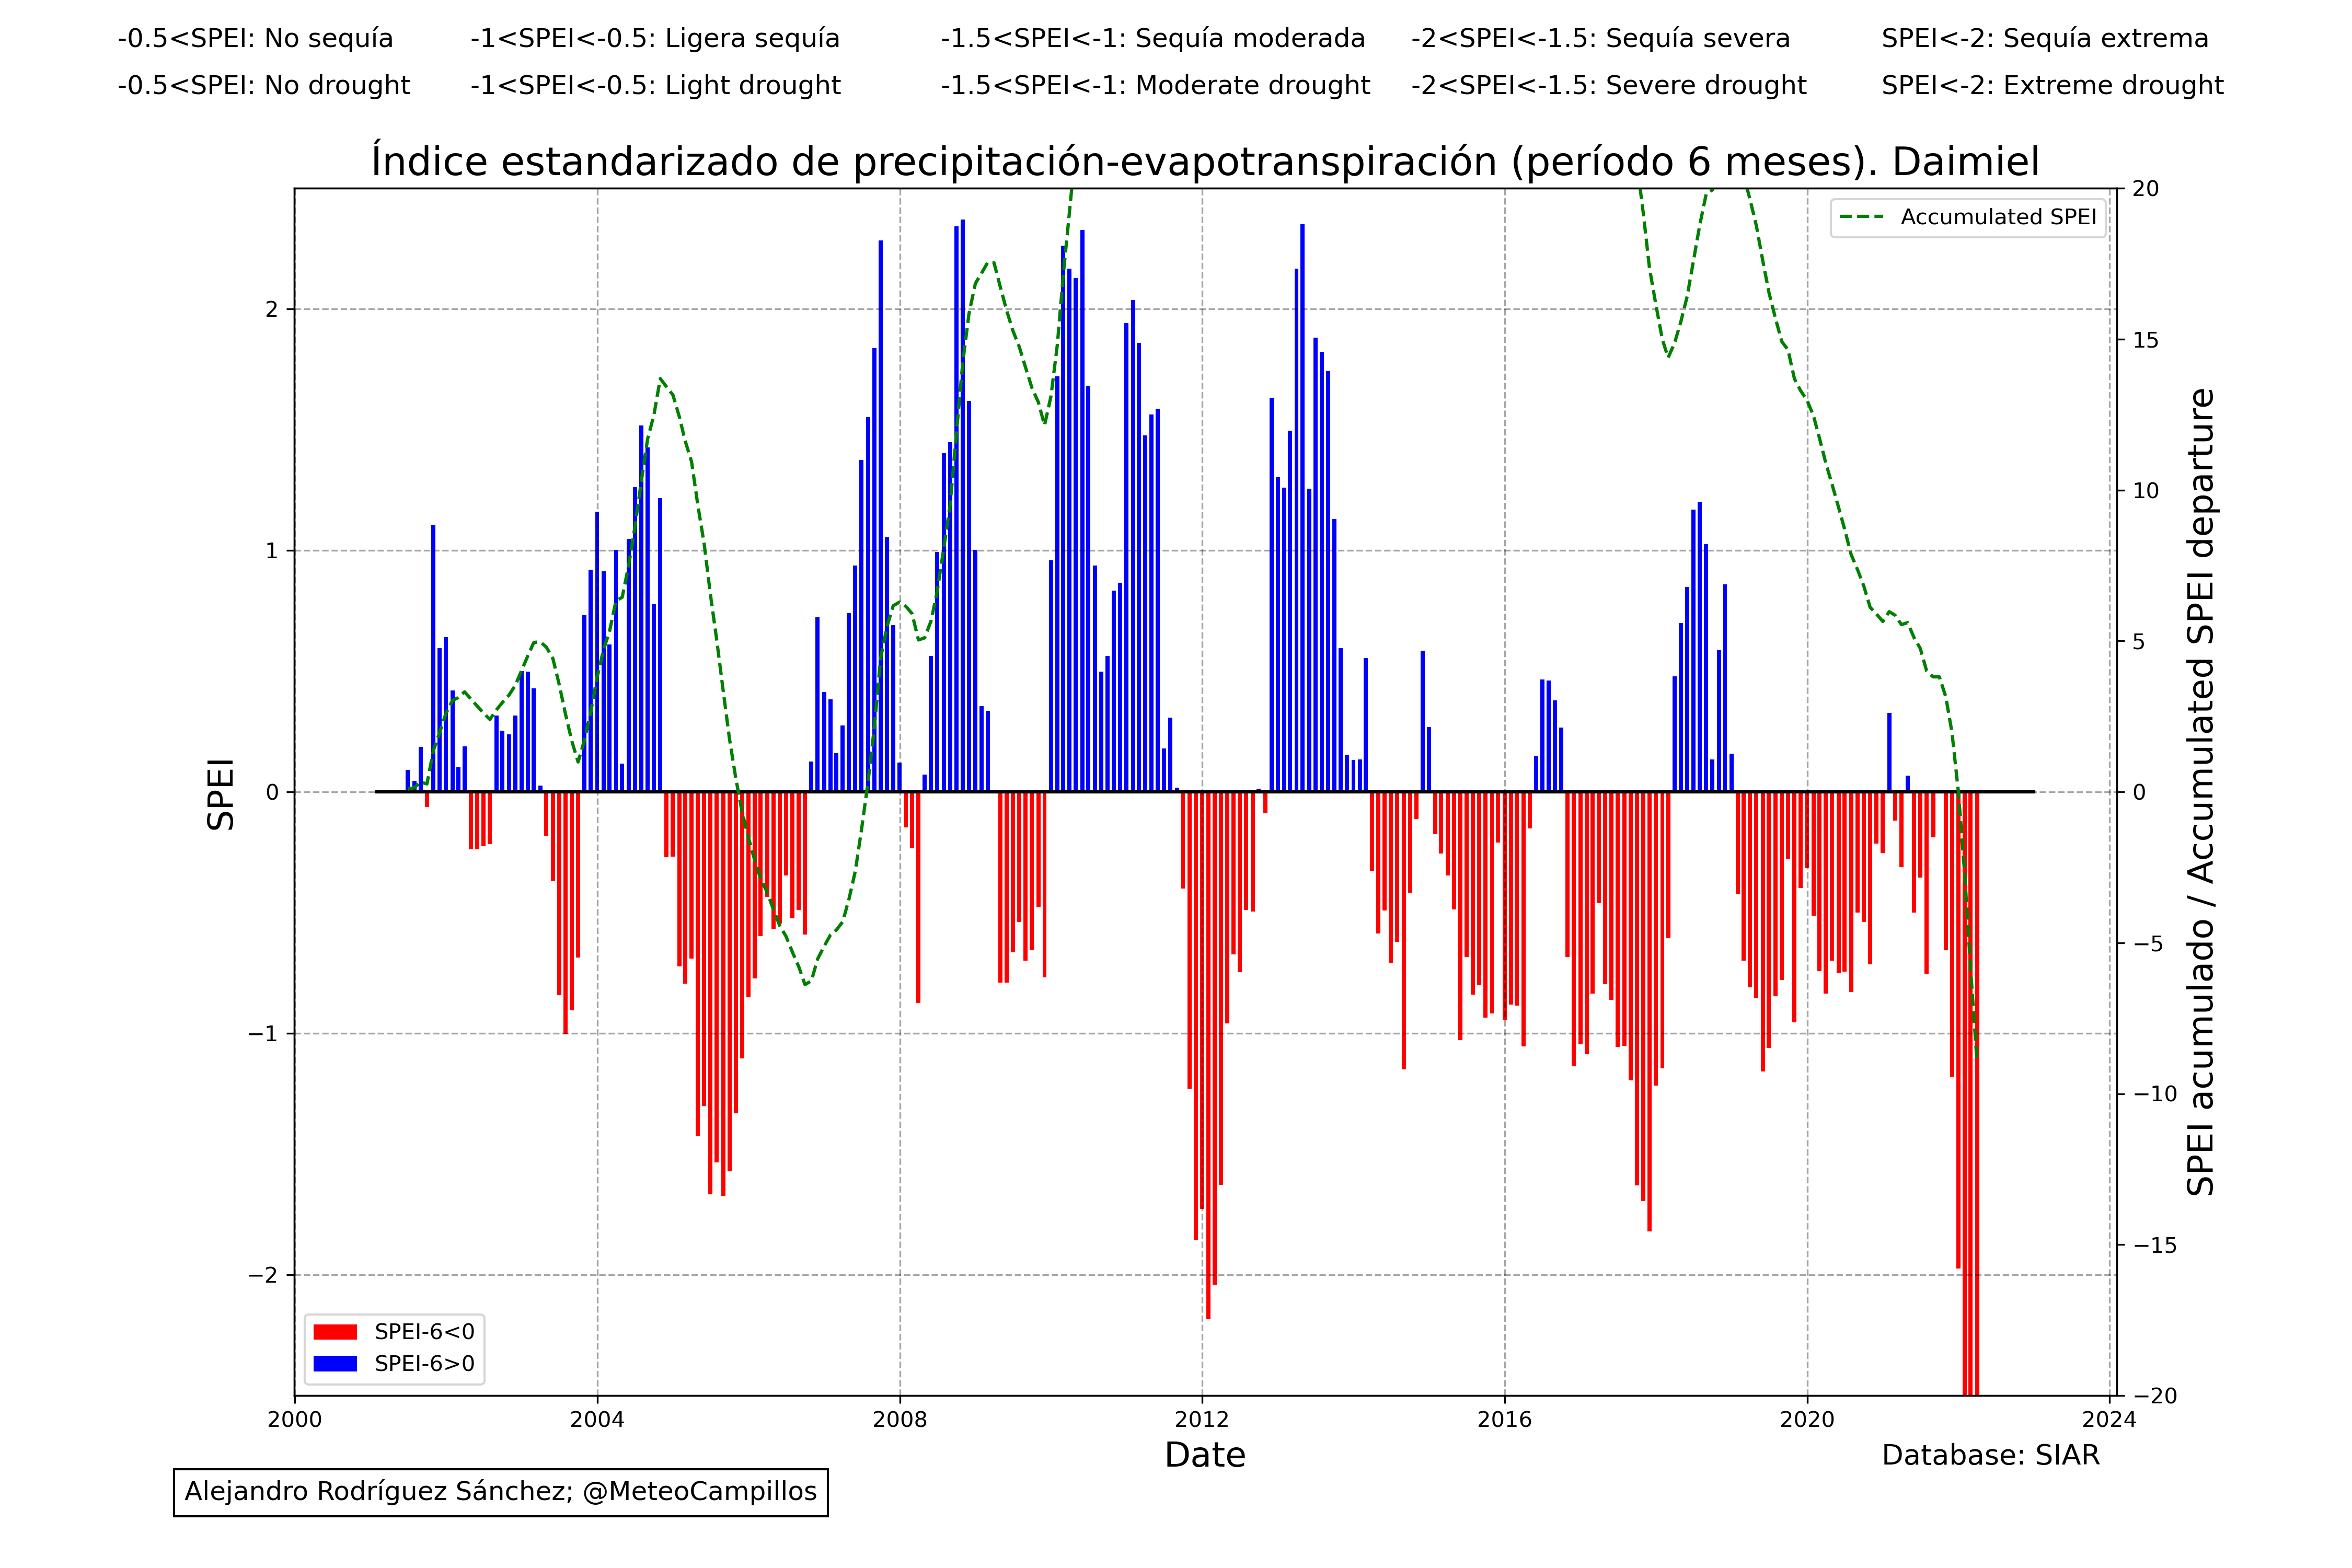 -0.5<SPEI: No sequía
-1<SPEI<-0.5: Ligera sequía
-1.5<SPEI<-1: Sequía moderada
-2<SPEI<-1.5: Sequía severa
SPEI<-2: Sequía extrema
-0.5<SPEI: No drought
-1<SPEI<-0.5: Light drought
-1.5<SPEI<-1: Moderate drought
-2<SPEI<-1.5: Severe drought
SPEI<-2: Extreme drought
Índice estandarizado de precipitación-evapotranspiración (período 6 meses). Daimiel
SPEI
2
1
0
−1
−2
Accumulated SPEI
20
15
10
5
0
−5
−10
−15
−20
SPEI acumulado / Accumulated SPEI departure
SPEI-6<0
SPEI-6>0
2000
2004
2008
2012
2016
2020
2024
Date
Database: SIAR
Alejandro Rodríguez Sánchez; @MeteoCampillos